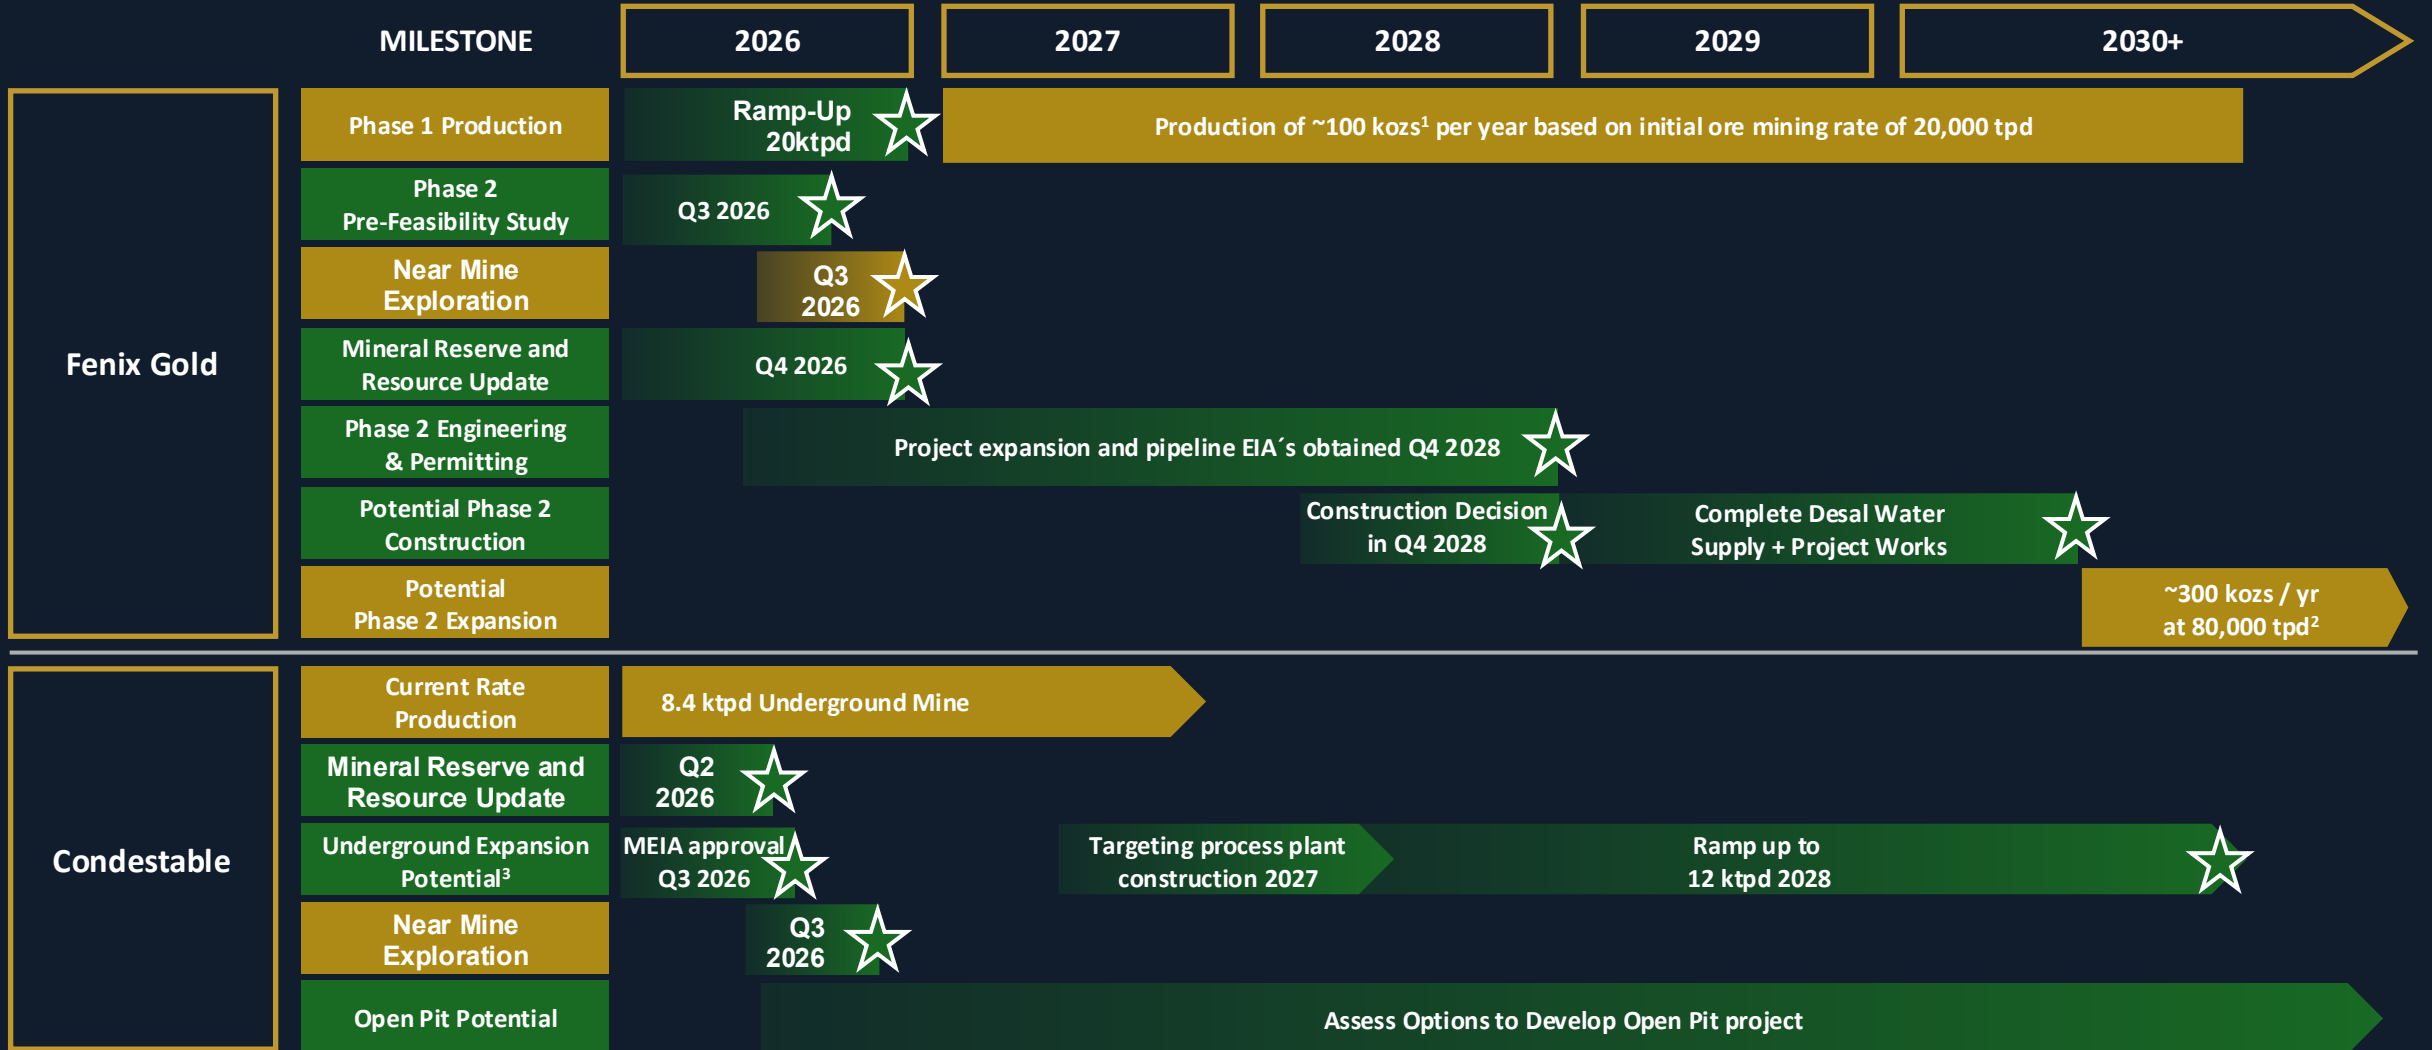 MILESTONE
2026
2027
2028
2029
2030+
Fenix Gold
Phase 1 Production
Ramp-Up
20ktpd
Production of ~100 kozs¹ per year based on initial ore mining rate of 20,000 tpd
Phase 2
Pre-Feasibility Study
Q3 2026
Near Mine
Exploration
Q3
2026
Mineral Reserve and
Resource Update
Q4 2026
Phase 2 Engineering
& Permitting
Project expansion and pipeline EIA´s obtained Q4 2028
Potential Phase 2
Construction
Construction Decision
in Q4 2028
Complete Desal Water
Supply + Project Works
Potential
Phase 2 Expansion
~300 kozs / yr
at 80,000 tpd²
Condestable
Current Rate
Production
8.4 ktpd Underground Mine
Mineral Reserve and
Resource Update
Q2
2026
Underground Expansion
Potential³
MEIA approval
Q3 2026
Targeting process plant
construction 2027
Ramp up to
12 ktpd 2028
Near Mine
Exploration
Q3
2026
Open Pit Potential
Assess Options to Develop Open Pit project